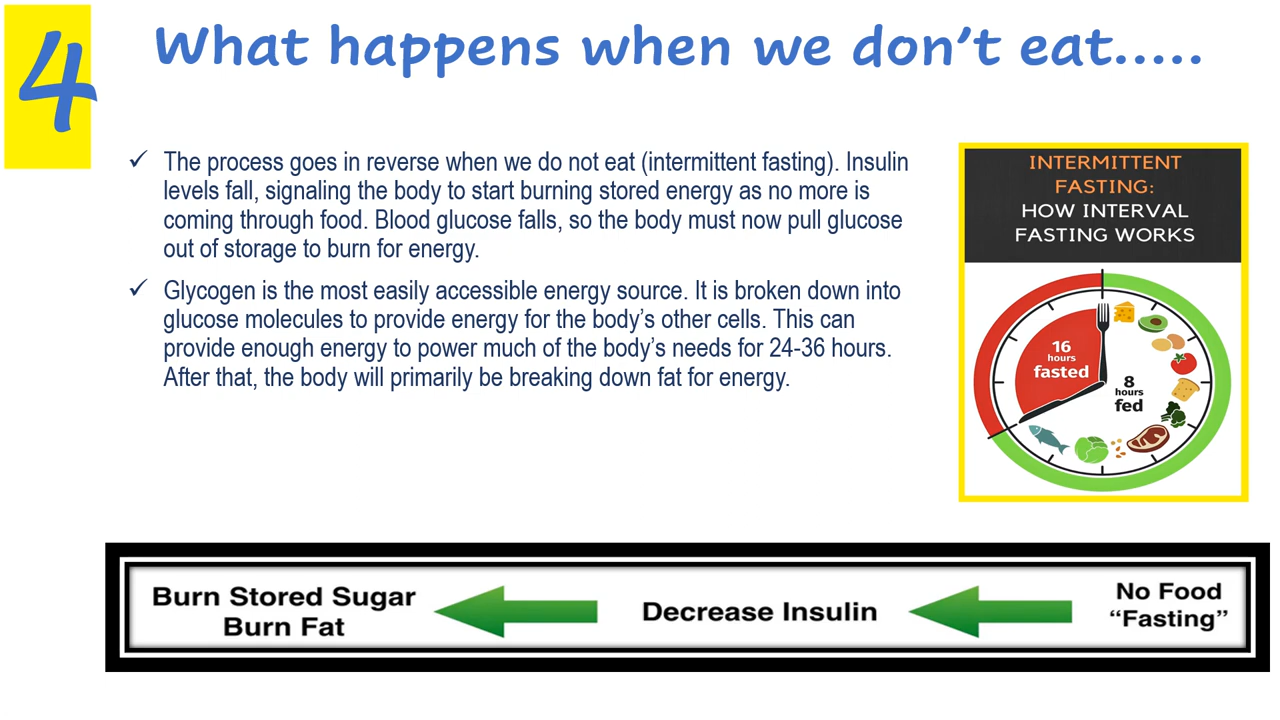 4
What happens when we don’t eat.....
✓ The process goes in reverse when we do not eat (intermittent fasting). Insulin
levels fall, signaling the body to start burning stored energy as no more is
coming through food. Blood glucose falls, so the body must now pull glucose
out of storage to burn for energy.
✓ Glycogen is the most easily accessible energy source. It is broken down into
glucose molecules to provide energy for the body’s other cells. This can
provide enough energy to power much of the body’s needs for 24-36 hours.
After that, the body will primarily be breaking down fat for energy.
INTERMITTENT
FASTING:
HOW INTERVAL
FASTING WORKS
16
hours
fasted
8
hours
fed
Burn Stored Sugar
Burn Fat
Decrease Insulin
No Food
“Fasting”